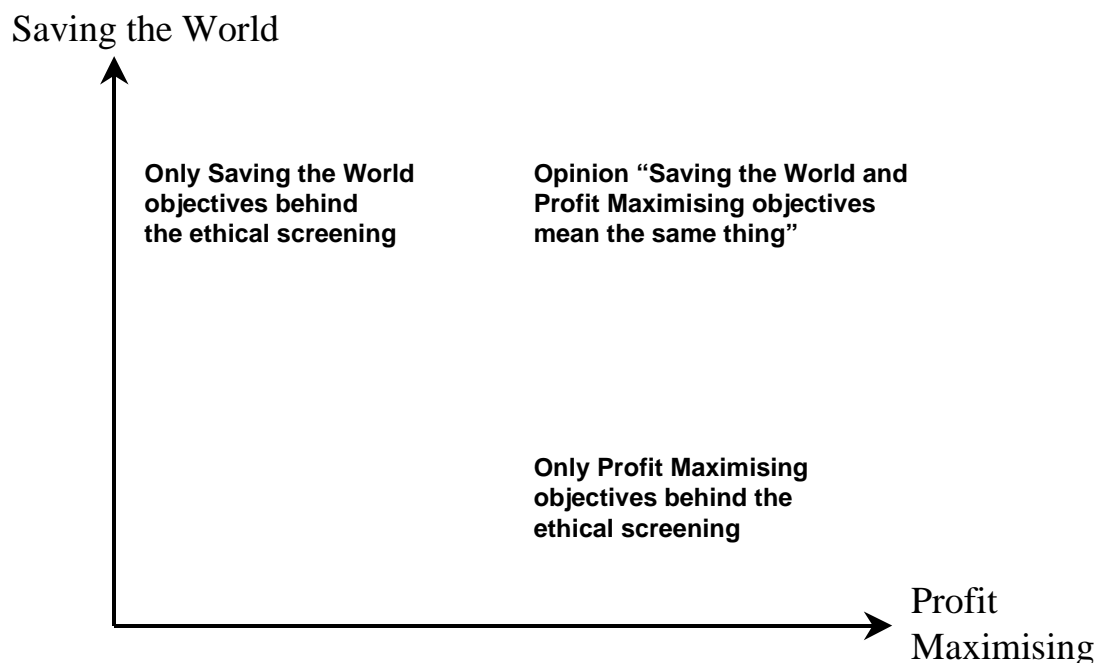 Saving the World
Only Saving the World
objectives behind
the ethical screening
Opinion “Saving the World and
Profit Maximising objectives
mean the same thing”
Only Profit Maximising
objectives behind the
ethical screening
Profit
Maximising